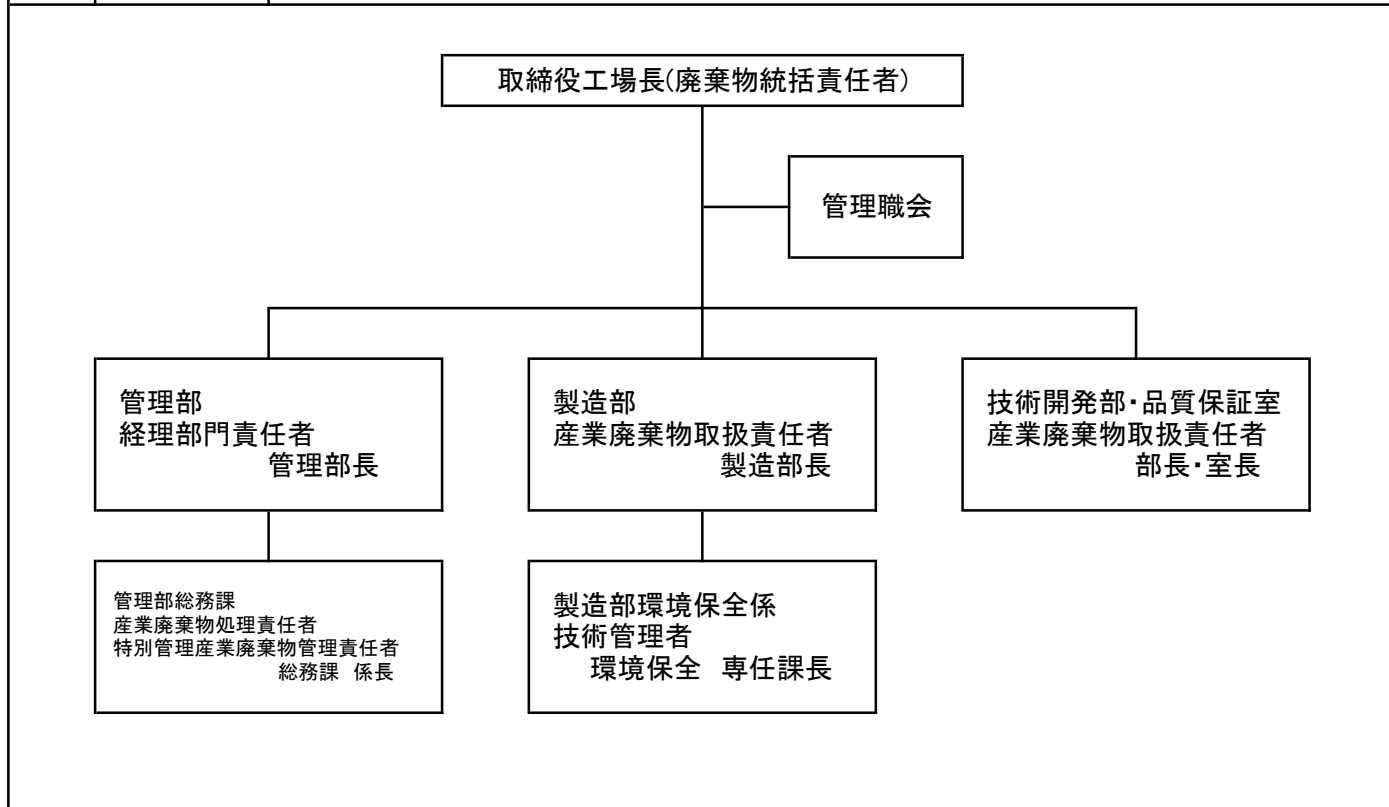 取締役工場長(廃棄物統括責任者)
管理職会
管理部
経理部門責任者
管理部長
製造部
産業廃棄物取扱責任者
製造部長
技術開発部・品質保証室
産業廃棄物取扱責任者
部長・室長
管理部総務課
産業廃棄物処理責任者
特別管理産業廃棄物管理責任者
総務課　係長
製造部環境保全係
技術管理者
環境保全　専任課長